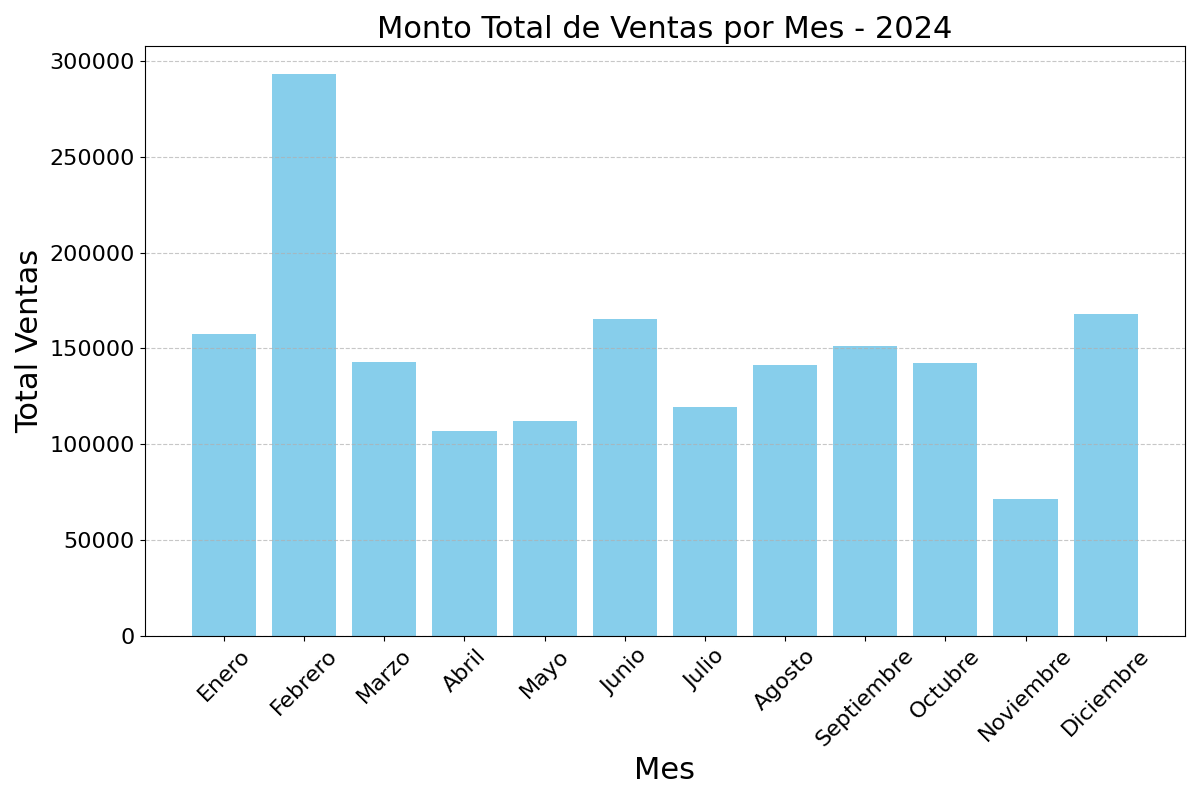 Monto Total de Ventas por Mes - 2024
Total Ventas
300000
250000
200000
150000
100000
50000
0
Enero
Febrero
Marzo
Abril
Mayo
Junio
Julio
Agosto
Septiembre
Octubre
Noviembre
Diciembre
Mes